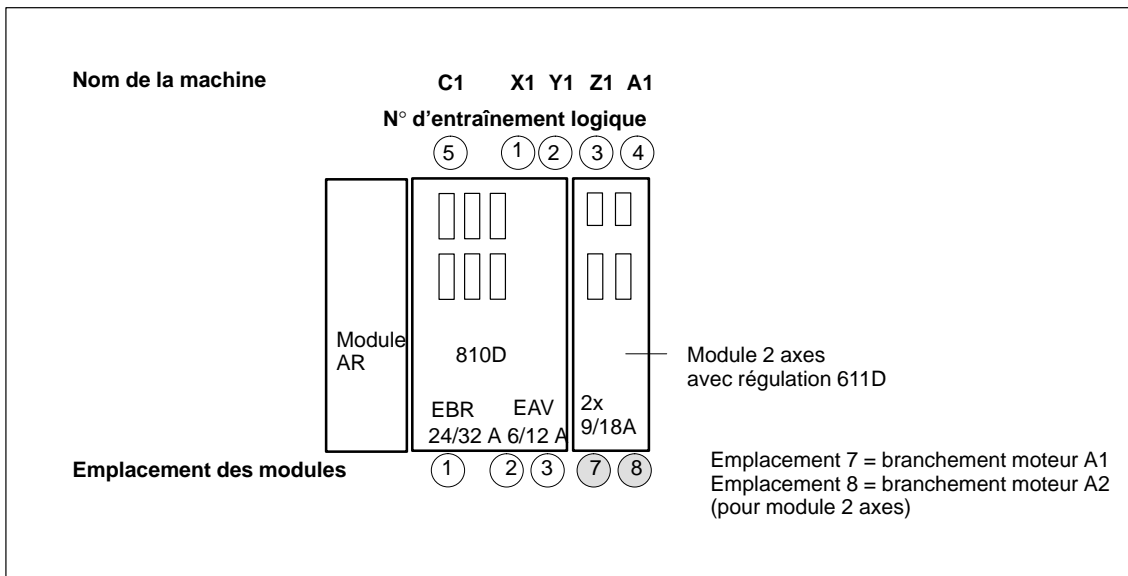 Nom de la machine
C1 X1 Y1 Z1 A1
N° d'entraînement logique
5 1 2 3 4
Module
AR
810D
Module 2 axes
avec régulation 611D
EBR EAV
24/32 A 6/12 A
2x
9/18A
Emplacement des modules
1 2 3 7 8
Emplacement 7 = branchement moteur A1
Emplacement 8 = branchement moteur A2
(pour module 2 axes)